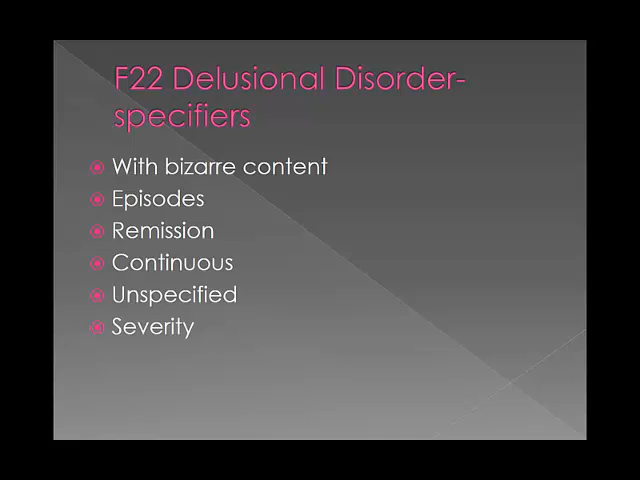 F22 Delusional Disorder-
specifiers
With bizarre content
Episodes
Remission
Continuous
Unspecified
Severity